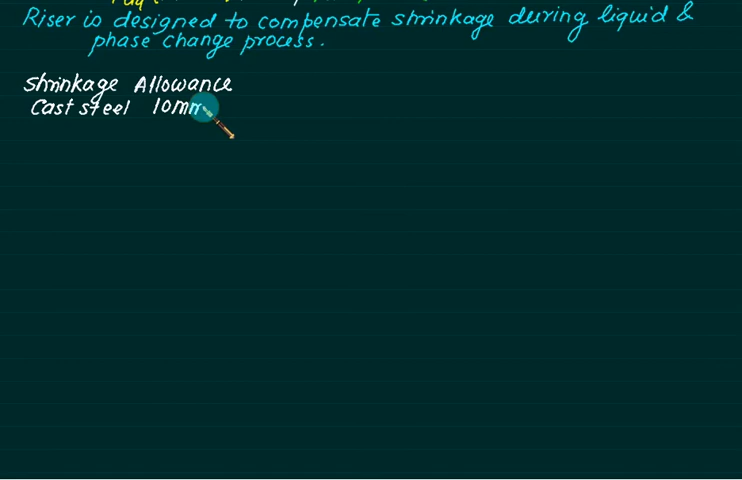 Riser is designed to compensate shrinkage during liquid &
phase change process.
Shrinkage Allowance
Cast steel 10mm